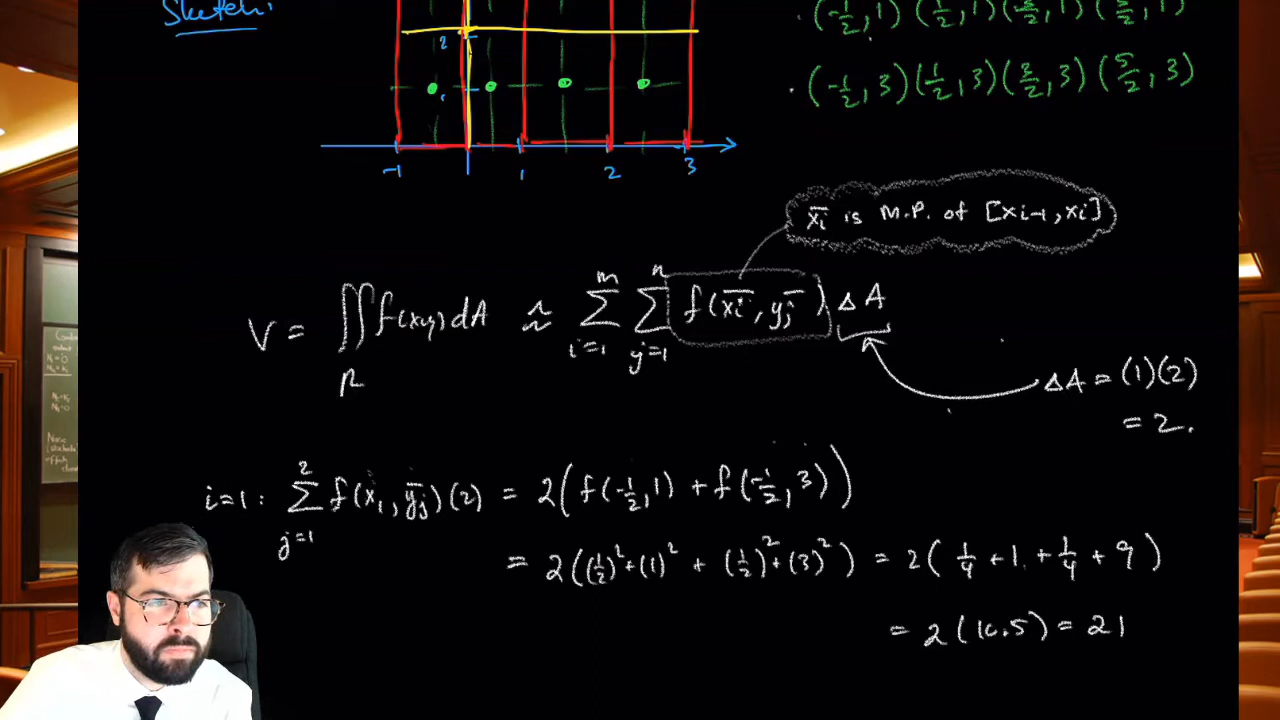 Sketch:
2
1
-1 1 2 3
· (-1/2, 1) (1/2, 1) (3/2, 1) (5/2, 1)
· (-1/2, 3) (1/2, 3) (3/2, 3) (5/2, 3)
x̄i is M.P. of [xi-1, xi]
V = ∬R f(x,y) dA ≈ Σ_{i=1}^{m} Σ_{y=1}^{n} f(x̄i, ȳj) ΔA
ΔA = (1)(2)
= 2.
i=1: Σ_{j=1}^{2} f(x̄1, ȳj)(2) = 2(f(-1/2, 1) + f(-1/2, 3))
= 2((1/2)² + (1)² + (1/2)² + (3)²) = 2(1/4 + 1 + 1/4 + 9)
= 2(10.5) = 21